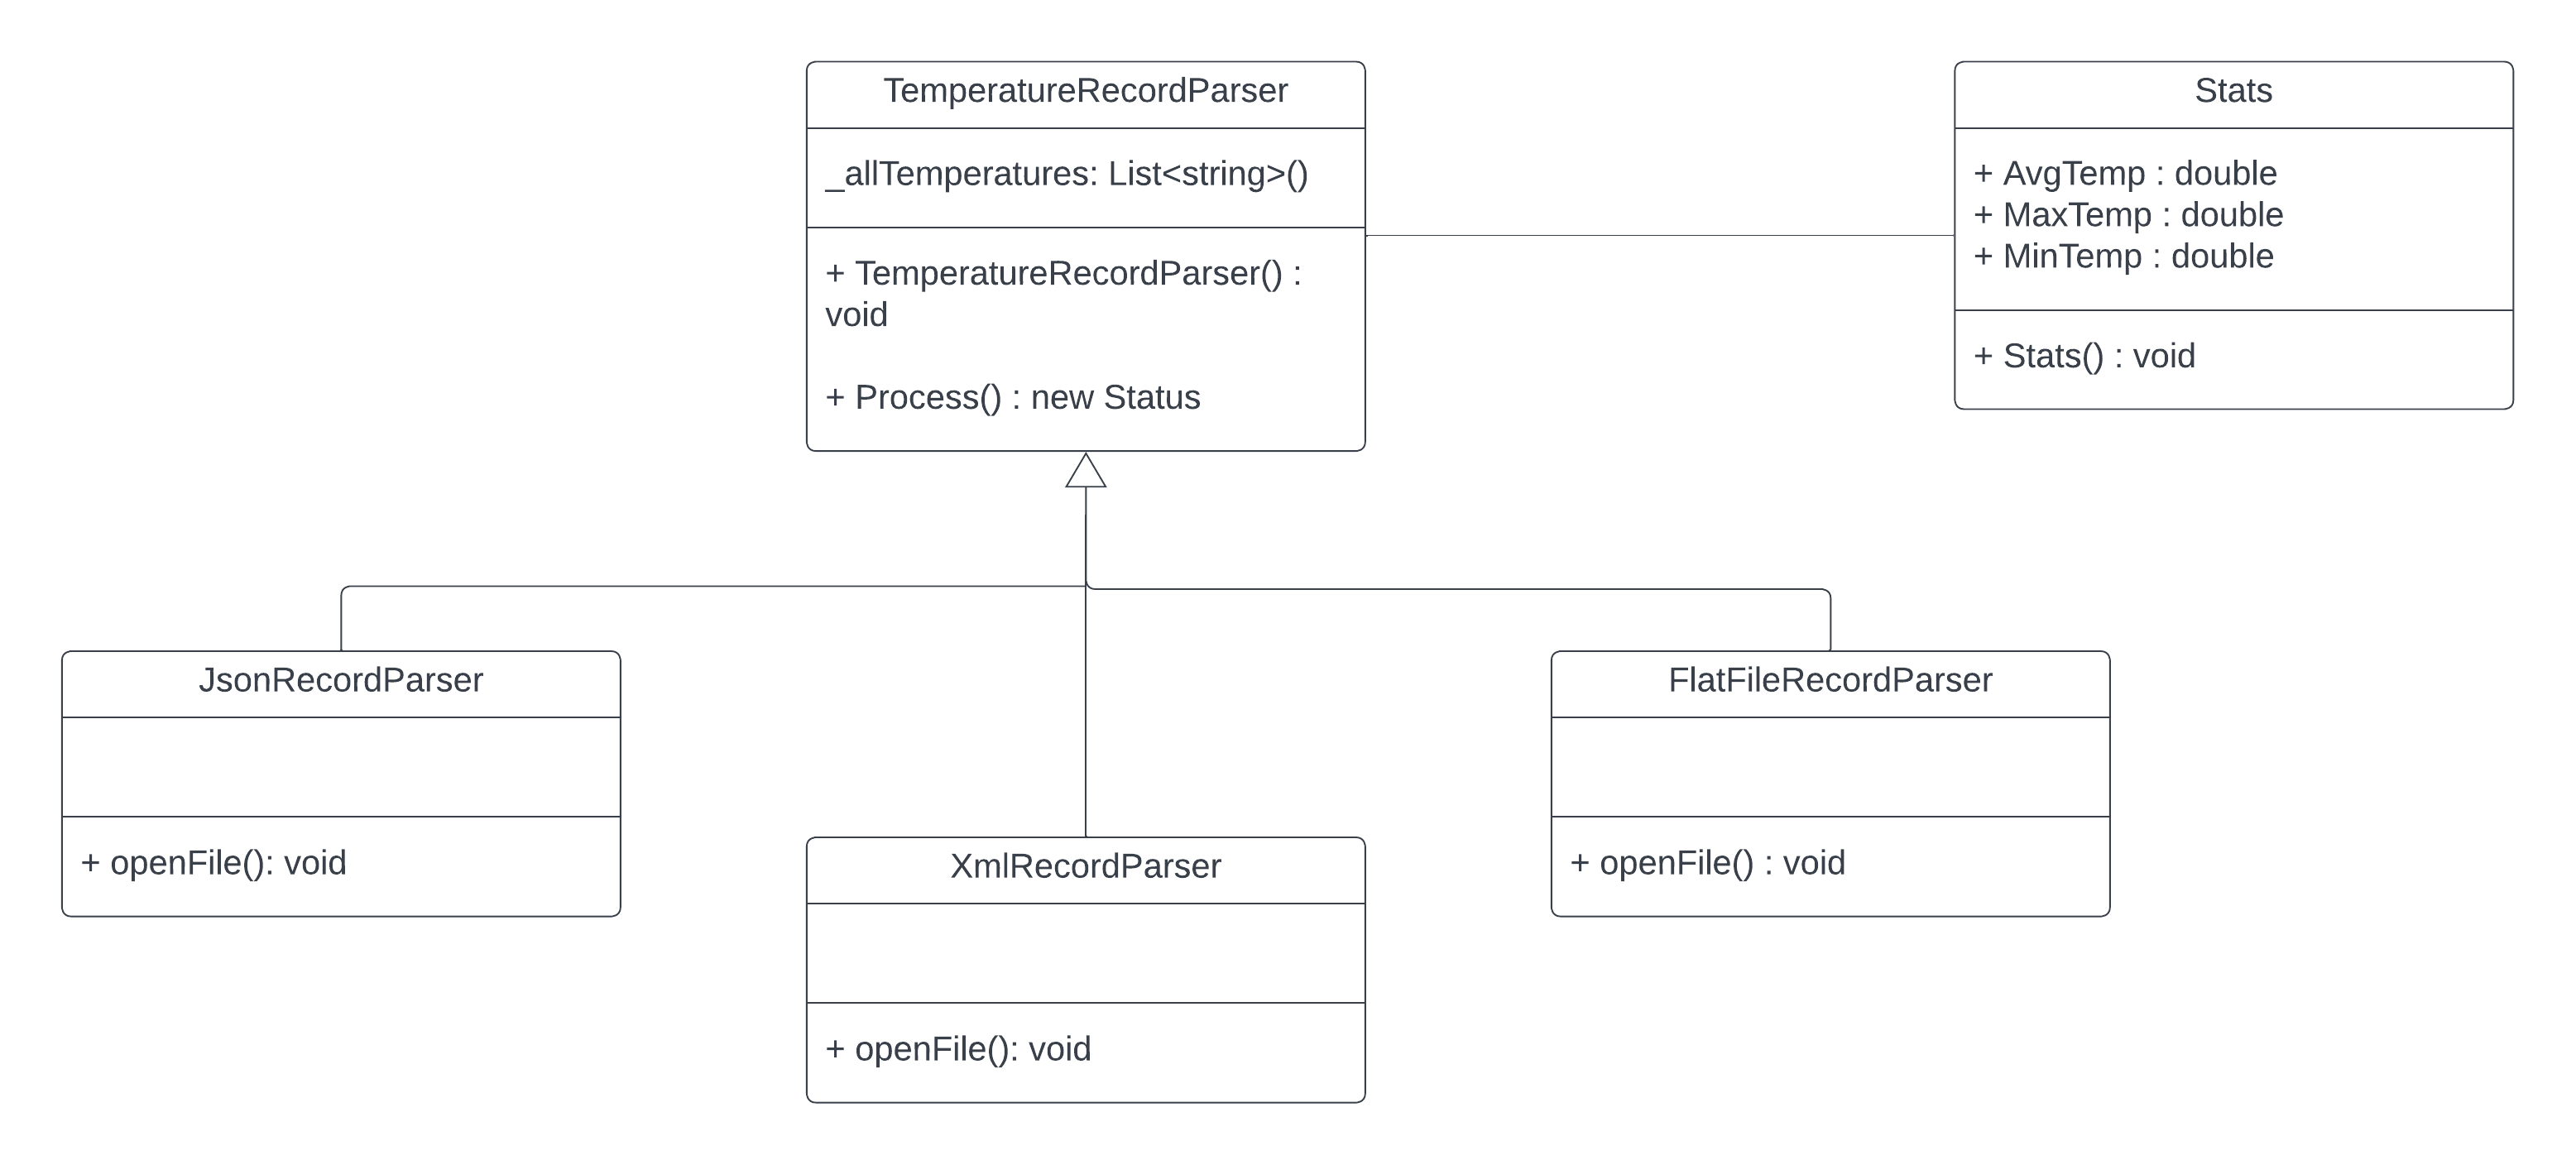 TemperatureRecordParser
_allTemperatures: List<string>()
+ TemperatureRecordParser() :
void
+ Process() : new Status
Stats
+ AvgTemp : double
+ MaxTemp : double
+ MinTemp : double
+ Stats() : void
JsonRecordParser
+ openFile(): void
XmlRecordParser
+ openFile(): void
FlatFileRecordParser
+ openFile() : void